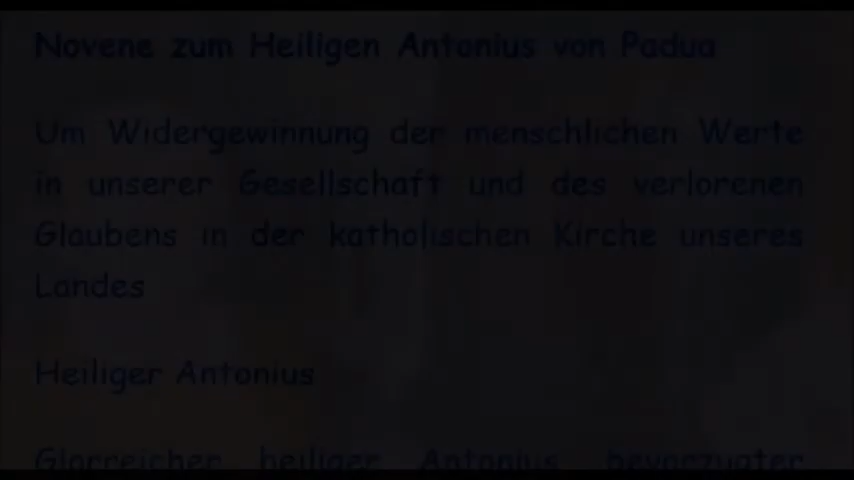 Novene zum Heiligen Antonius von Padua
Um Widergewinnung der menschlichen Werte
in unserer Gesellschaft und des verlorenen
Glaubens in der katholischen Kirche unseres
Landes
Heiliger Antonius
Glorreicher heiliger Antonius bevorzugter